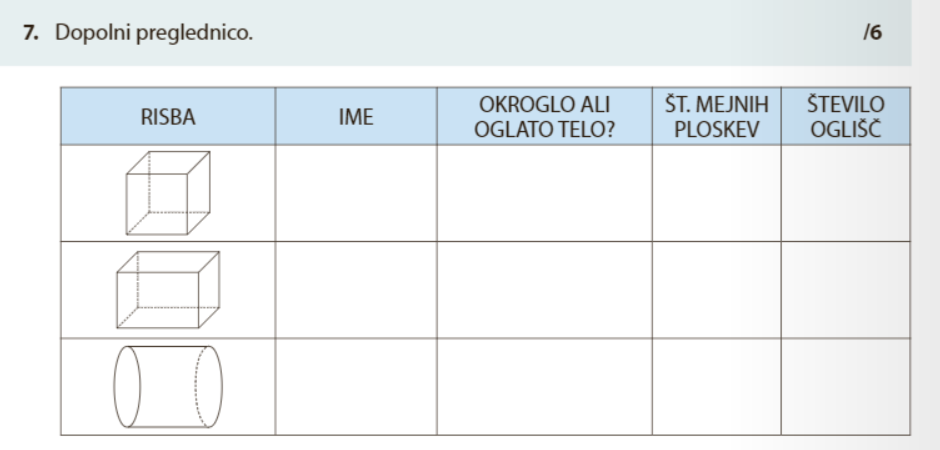 7. Dopolni preglednico. /6
RISBA IME OKROGLO ALI OGLATO TELO? ŠT. MEJNIH PLOSKEV ŠTEVILO OGLIŠČ